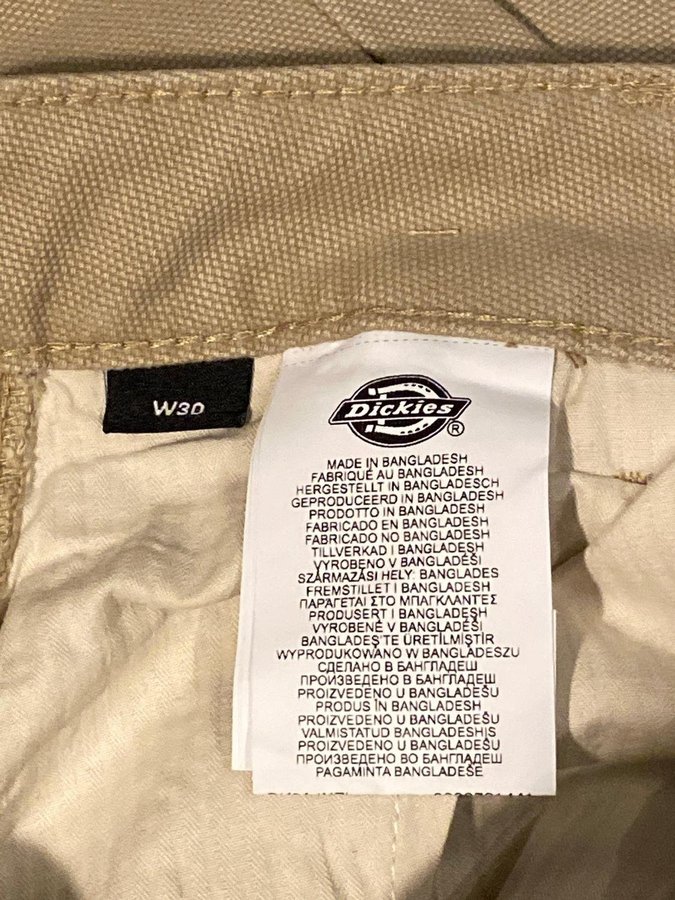 W30
Dickies
®
MADE IN BANGLADESH
FABRIQUÉ AU BANGLADESH
HERGESTELLT IN BANGLADESCH
GEPRODUCEERD IN BANGLADESH
PRODOTTO IN BANGLADESH
FABRICADO EN BANGLADESH
FABRICADO NO BANGLADESH
TILLVERKAD I BANGLADESH
VYROBENO V BANGLADÉŠI
SZÁRMAZÁSI HELY: BANGLADES
FREMSTILLET I BANGLADESH
ΠΑΡΑΓΕΤΑΙ ΣΤΟ ΜΠΑΓΚΛΑΝΤΕΣ
PRODUSERT I BANGLADESH
VYROBENÉ V BANGLADÉŠI
BANGLADEŞ'TE ÜRETİLMİŞTİR
WYPRODUKOWANO W BANGLADESZU
СДЕЛАНО В БАНГЛАДЕШ
ПРОИЗВЕДЕНО В БАНГЛАДЕШ
PROIZVEDENO U BANGLADEŠU
PRODUS ÎN BANGLADESH
PROIZVEDENO U BANGLADEŠU
VALMISTATUD BANGLADESHIS
PROIZVEDENO U BANGLADEŠU
ПРОИЗВЕДЕНО ВО БАНГЛАДЕШ
PAGAMINTA BANGLADEŠE